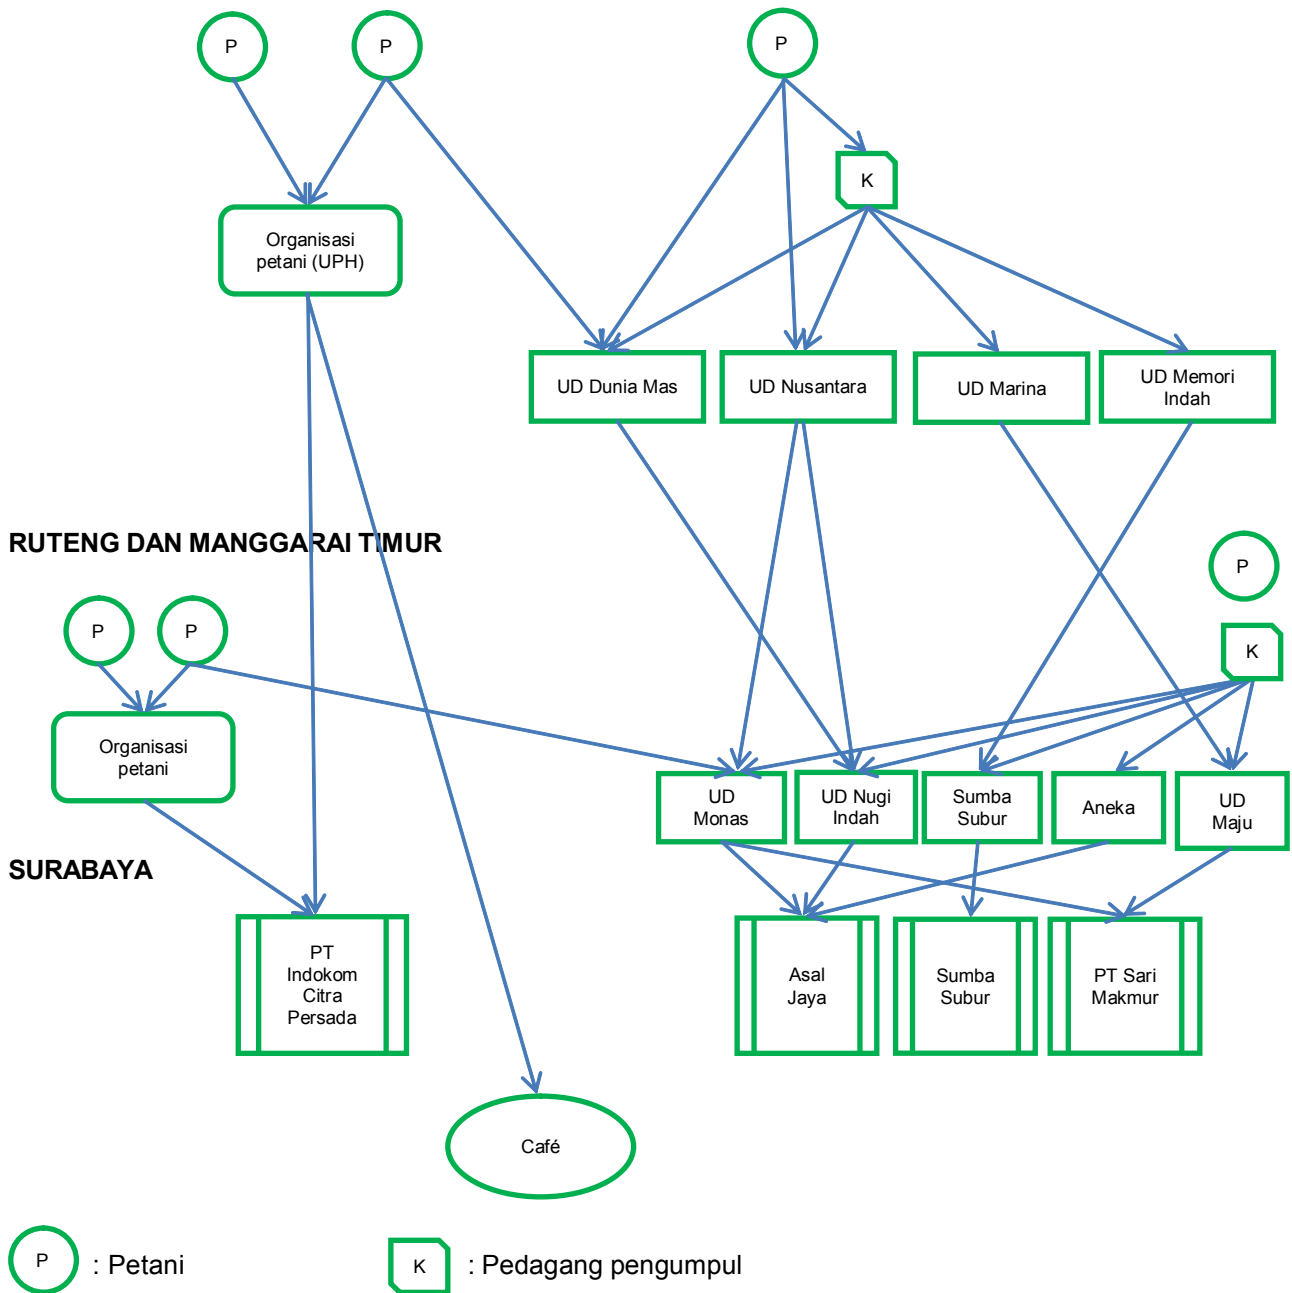 P
P
P
K
Organisasi
petani (UPH)
UD Dunia Mas
UD Nusantara
UD Marina
UD Memori
Indah
RUTENG DAN MANGGARAI TIMUR
P
P
P
K
Organisasi
petani
UD
Monas
UD Nugi
Indah
Sumba
Subur
Aneka
UD
Maju
SURABAYA
PT
Indokom
Citra
Persada
Asal
Jaya
Sumba
Subur
PT Sari
Makmur
Café
P : Petani
K : Pedagang pengumpul